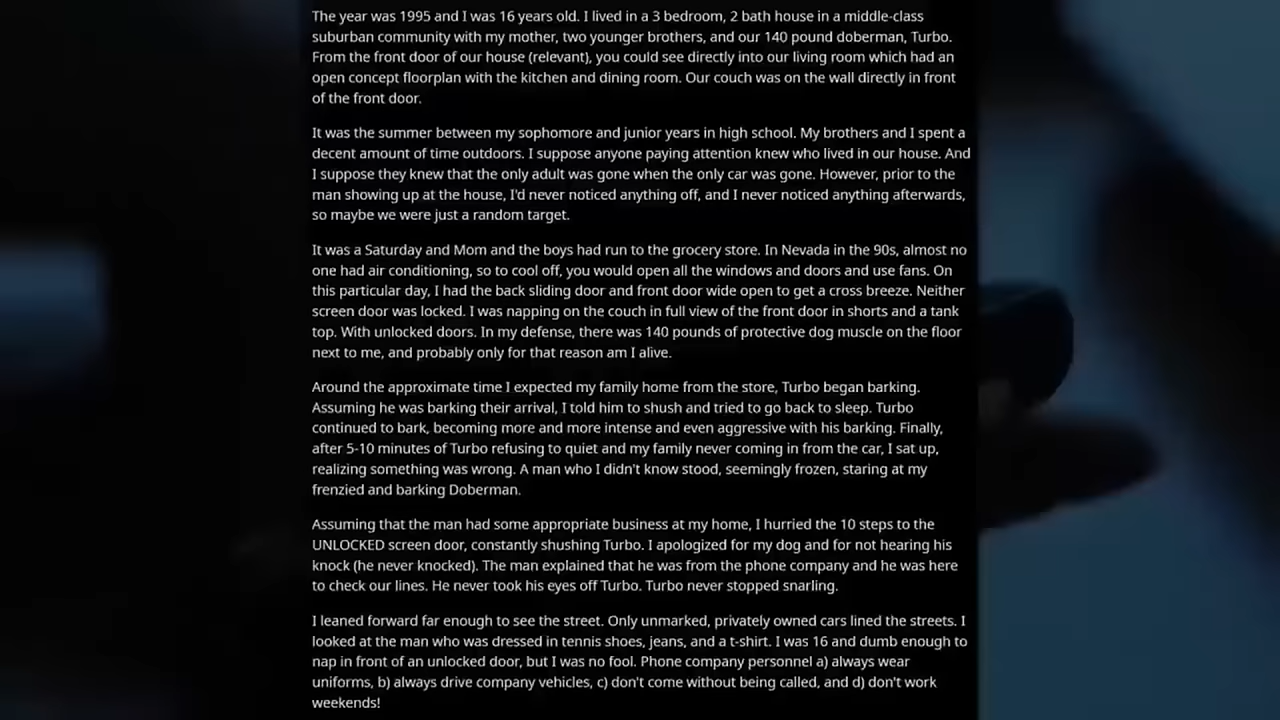 The year was 1995 and I was 16 years old. I lived in a 3 bedroom, 2 bath house in a middle-class
suburban community with my mother, two younger brothers, and our 140 pound doberman, Turbo.
From the front door of our house (relevant), you could see directly into our living room which had an
open concept floorplan with the kitchen and dining room. Our couch was on the wall directly in front
of the front door.
It was the summer between my sophomore and junior years in high school. My brothers and I spent a
decent amount of time outdoors. I suppose anyone paying attention knew who lived in our house. And
I suppose they knew that the only adult was gone when the only car was gone. However, prior to the
man showing up at the house, I'd never noticed anything off, and I never noticed anything afterwards,
so maybe we were just a random target.
It was a Saturday and Mom and the boys had run to the grocery store. In Nevada in the 90s, almost no
one had air conditioning, so to cool off, you would open all the windows and doors and use fans. On
this particular day, I had the back sliding door and front door wide open to get a cross breeze. Neither
screen door was locked. I was napping on the couch in full view of the front door in shorts and a tank
top. With unlocked doors. In my defense, there was 140 pounds of protective dog muscle on the floor
next to me, and probably only for that reason am I alive.
Around the approximate time I expected my family home from the store, Turbo began barking.
Assuming he was barking their arrival, I told him to shush and tried to go back to sleep. Turbo
continued to bark, becoming more and more intense and even aggressive with his barking. Finally,
after 5-10 minutes of Turbo refusing to quiet and my family never coming in from the car, I sat up,
realizing something was wrong. A man who I didn't know stood, seemingly frozen, staring at my
frenzied and barking Doberman.
Assuming that the man had some appropriate business at my home, I hurried the 10 steps to the
UNLOCKED screen door, constantly shushing Turbo. I apologized for my dog and for not hearing his
knock (he never knocked). The man explained that he was from the phone company and he was here
to check our lines. He never took his eyes off Turbo. Turbo never stopped snarling.
I leaned forward far enough to see the street. Only unmarked, privately owned cars lined the streets. I
looked at the man who was dressed in tennis shoes, jeans, and a t-shirt. I was 16 and dumb enough to
nap in front of an unlocked door, but I was no fool. Phone company personnel a) always wear
uniforms, b) always drive company vehicles, c) don't come without being called, and d) don't work
weekends!